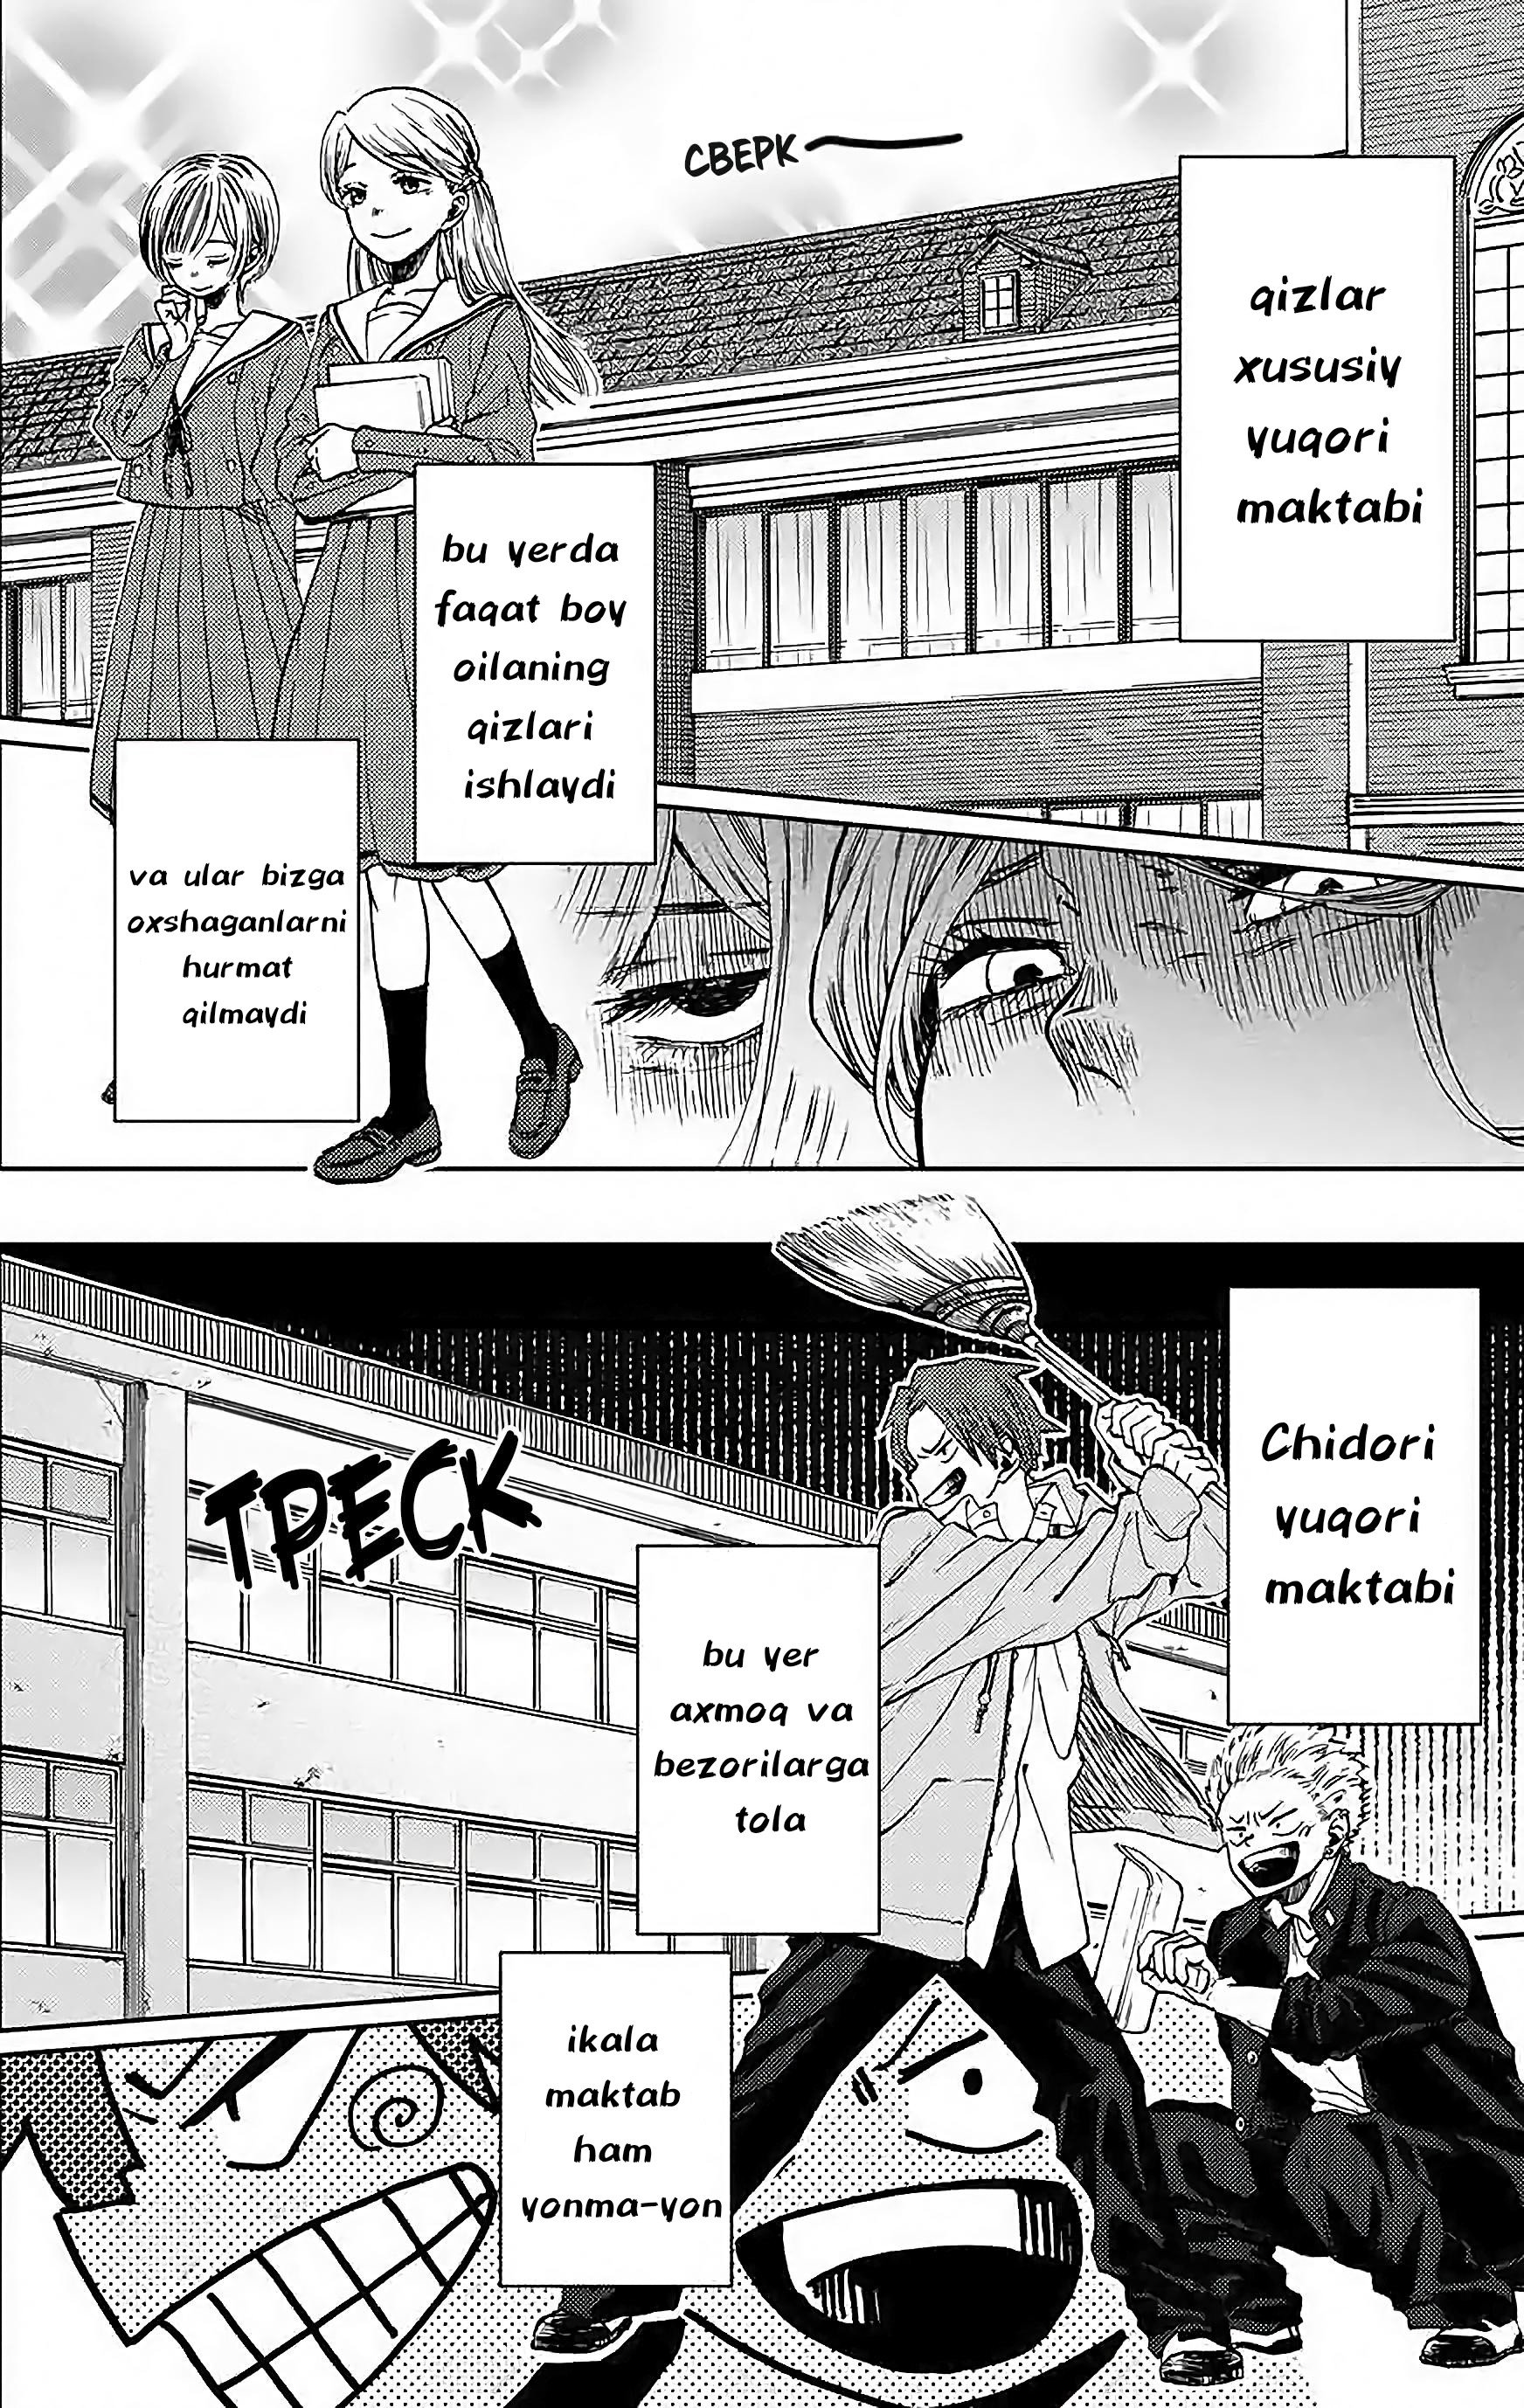 СВЕРК
qizlar
xususiy
yuqori
maktabi
bu yerda
faqat boy
oilaning
qizlari
ishlaydi
va ular bizga
oxshaganlarni
hurmat
qilmaydi
Chidori
yuqori
maktabi
ТРЕСК
bu yer
axmoq va
bezorilarga
tola
ikala
maktab
ham
yonma-yon